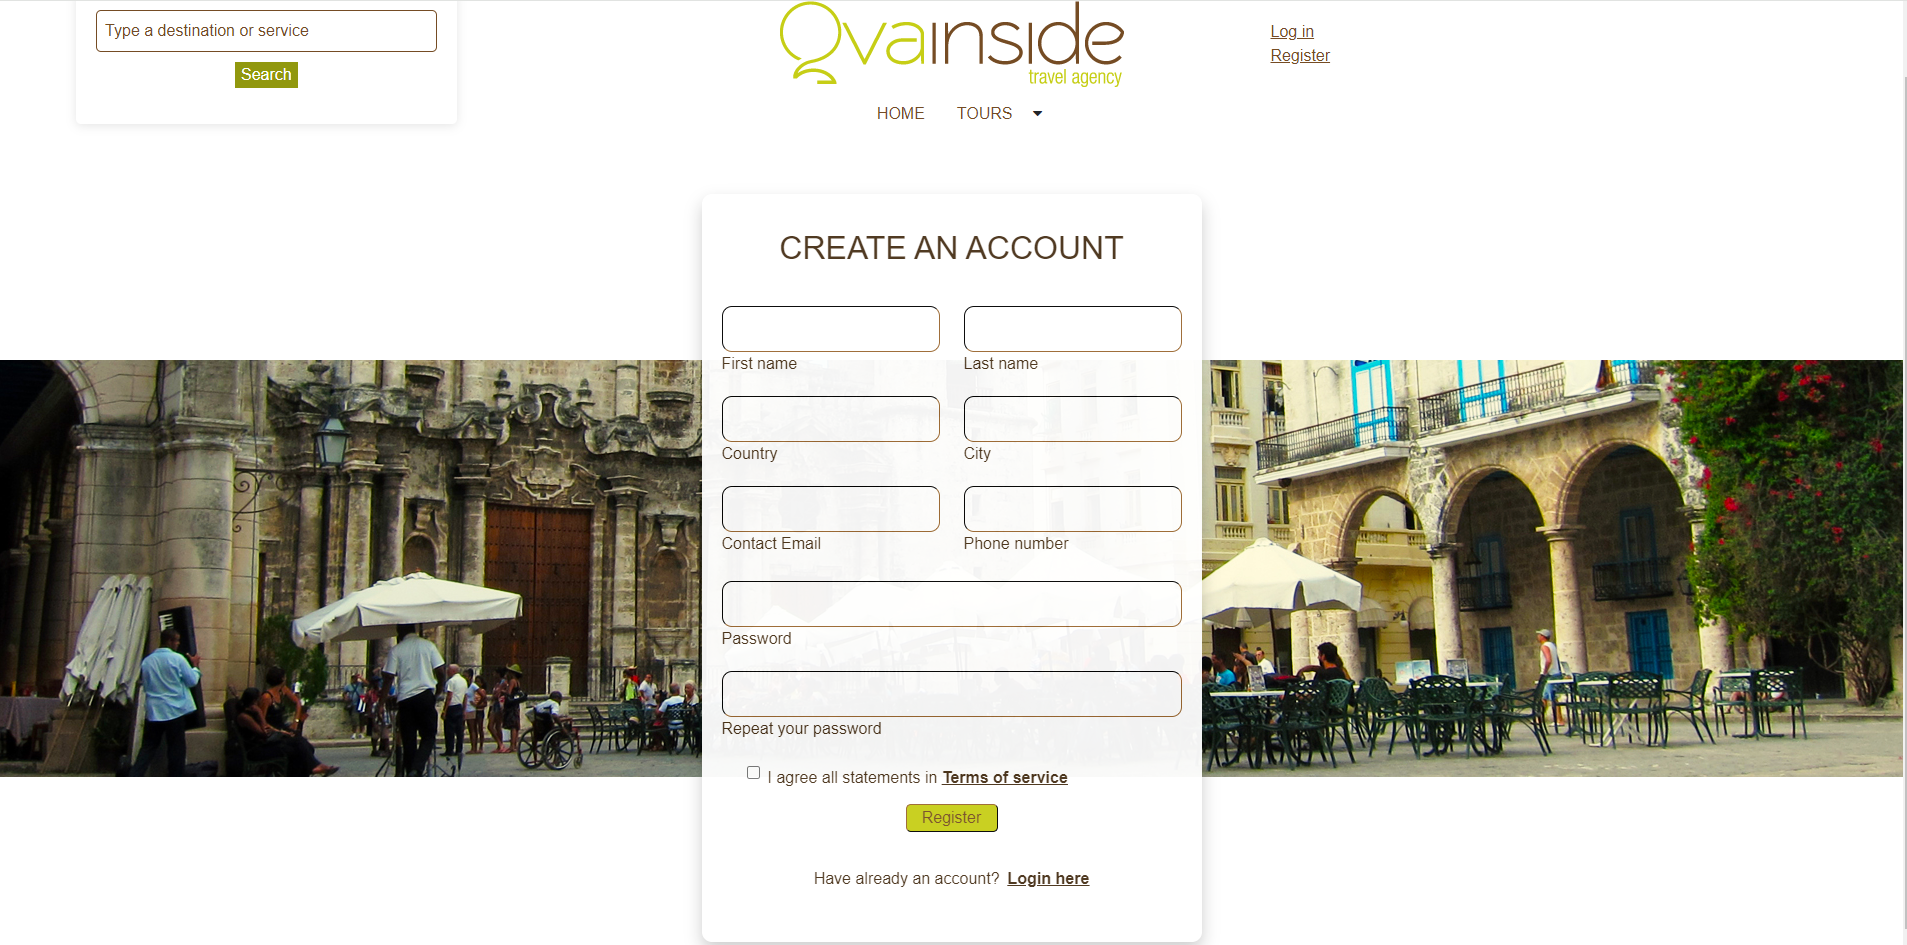 Type a destination or service
Search
Qvainside
travel agency
Log in
Register
HOME TOURS
CREATE AN ACCOUNT
First name Last name
Country City
Contact Email Phone number
Password
Repeat your password
I agree all statements in Terms of service
Register
Have already an account? Login here